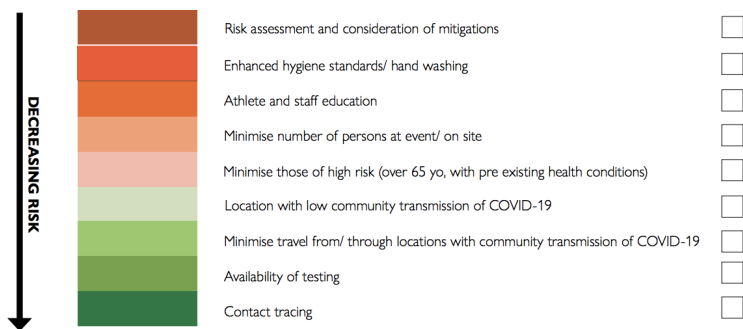 DECREASING RISK
Risk assessment and consideration of mitigations
Enhanced hygiene standards/ hand washing
Athlete and staff education
Minimise number of persons at event/ on site
Minimise those of high risk (over 65 yo, with pre existing health conditions)
Location with low community transmission of COVID-19
Minimise travel from/ through locations with community transmission of COVID-19
Availability of testing
Contact tracing